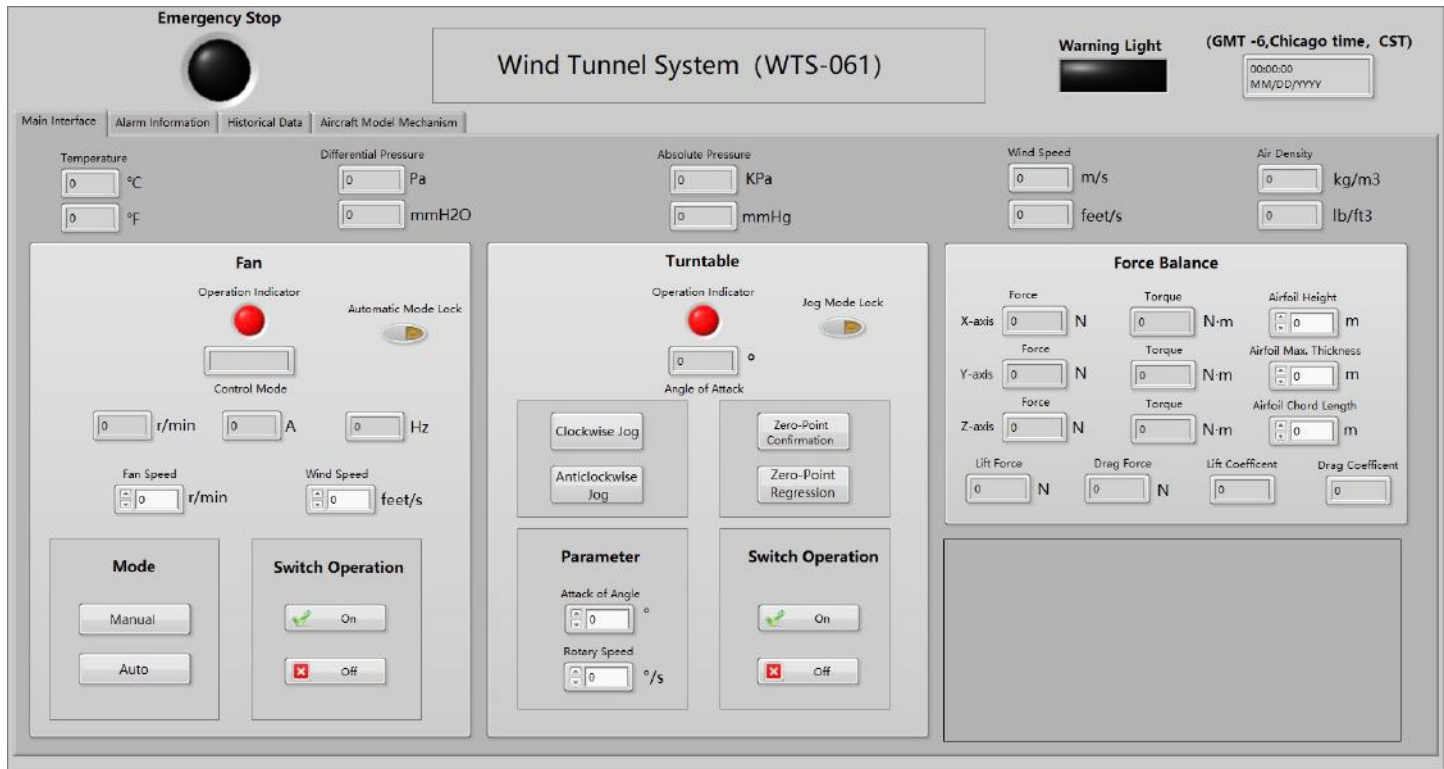 Emergency Stop
Wind Tunnel System (WTS-061)
Warning Light
(GMT -6,Chicago time, CST)
00:00:00
MM/DD/YYYY
Main Interface
Alarm Information
Historical Data
Aircraft Model Mechanism
Temperature
0 °C
0 °F
Differential Pressure
0 Pa
0 mmH2O
Absolute Pressure
0 KPa
0 mmHg
Wind Speed
0 m/s
0 feet/s
Air Density
0 kg/m3
0 lb/ft3
Fan
Operation Indicator
Automatic Mode Lock
Control Mode
0 r/min 0 A 0 Hz
Fan Speed
0 r/min
Wind Speed
0 feet/s
Mode
Manual
Auto
Switch Operation
On
Off
Turntable
Operation Indicator
Jog Mode Lock
0 °
Angle of Attack
Clockwise Jog
Anticlockwise
Jog
Zero-Point
Confirmation
Zero-Point
Regression
Parameter
Attack of Angle
0 °
Rotary Speed
0 °/s
Switch Operation
On
Off
Force Balance
Force Torque Airfoil Height
X-axis 0 N 0 N·m 0 m
Force Torque Airfoil Max. Thickness
Y-axis 0 N 0 N·m 0 m
Force Torque Airfoil Chord Length
Z-axis 0 N 0 N·m 0 m
Lift Force Drag Force Lift Coefficent Drag Coefficent
0 N 0 N 0 0